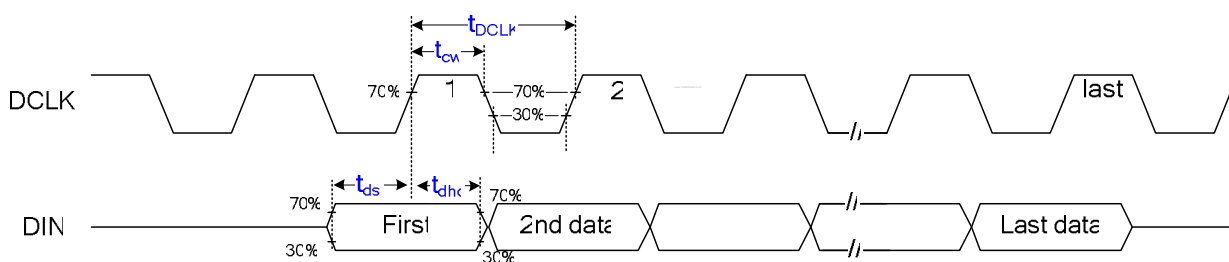 tDCLK
tcw
DCLK
70%
1
70%
30%
2
last
tds
tdhc
70%
70%
DIN
First
2nd data
Last data
30%
30%